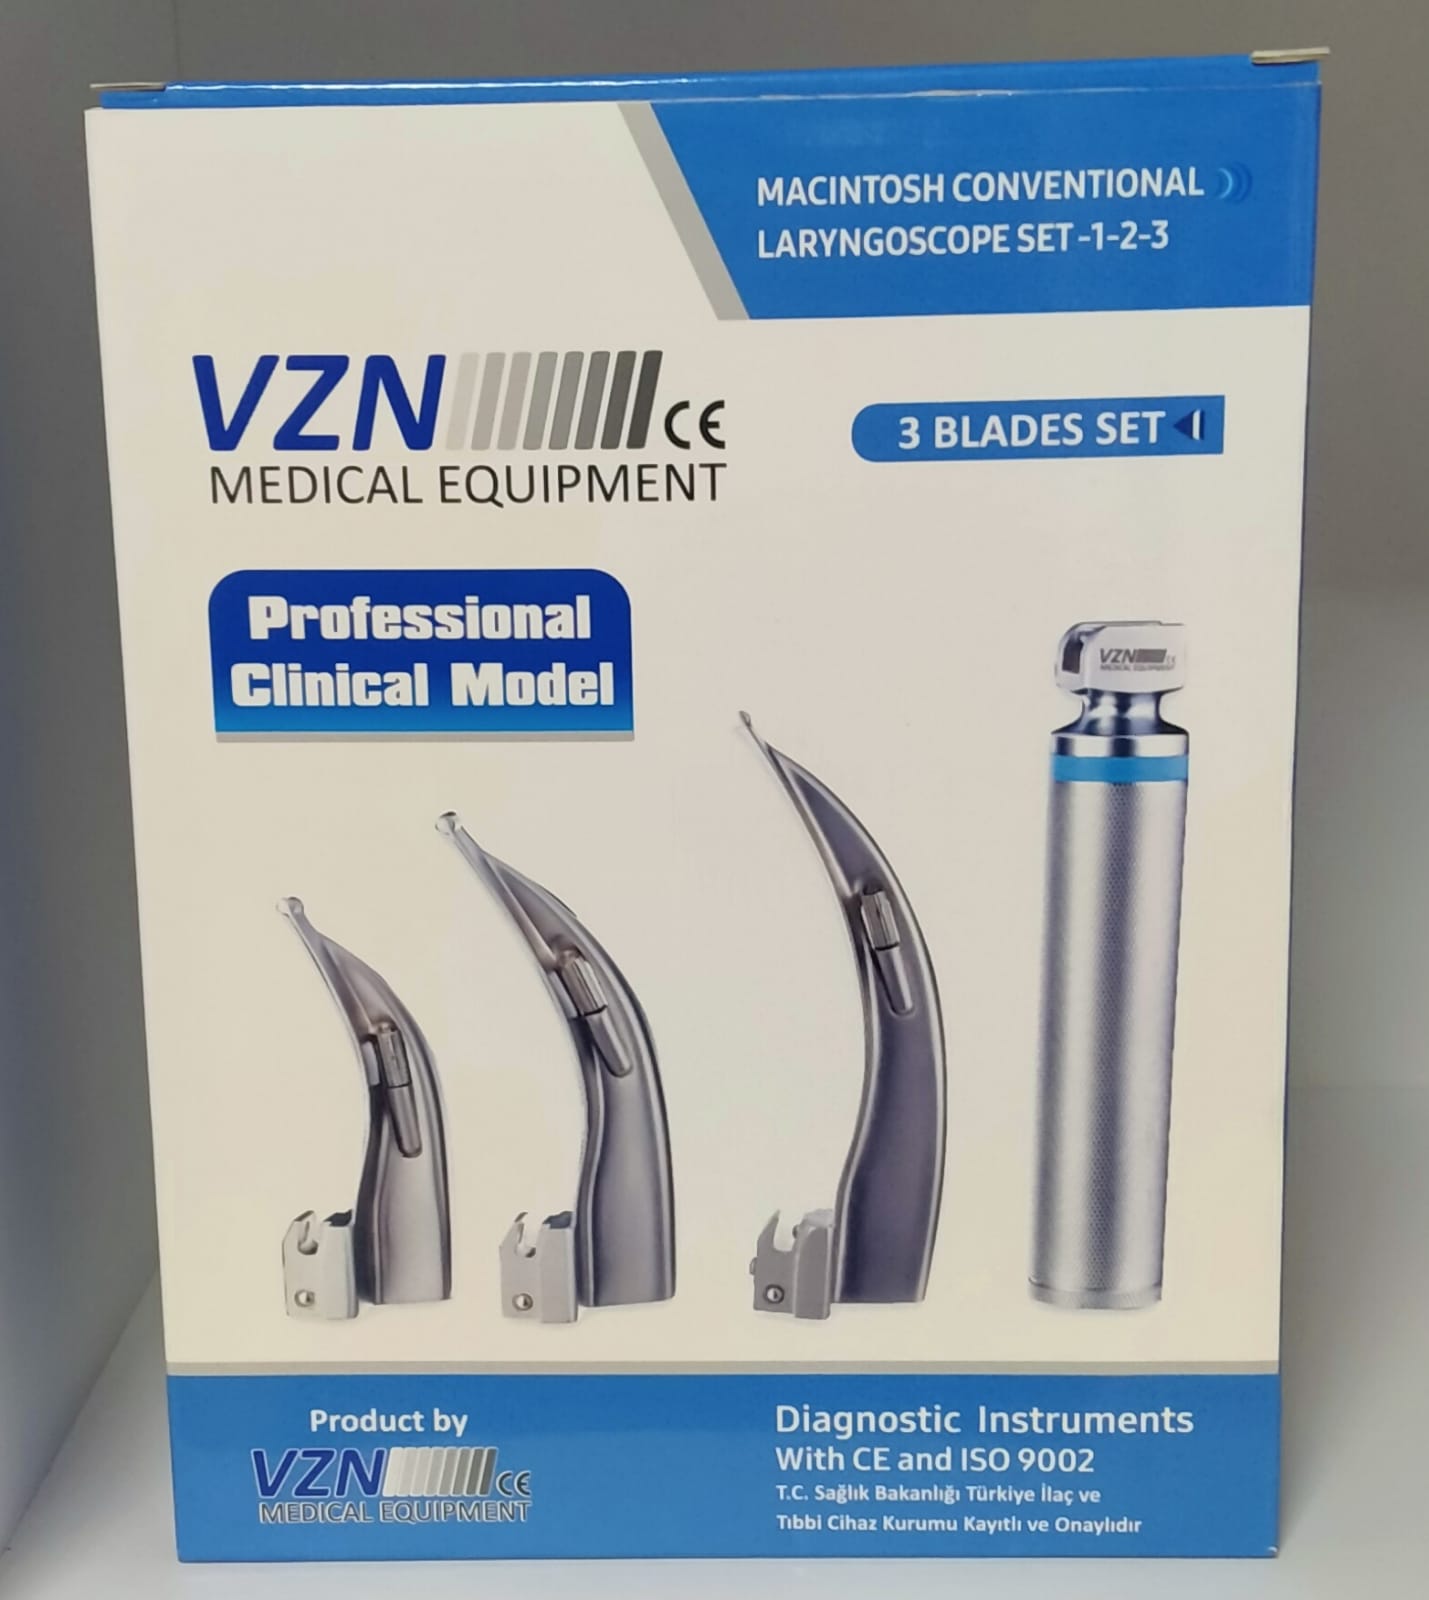 MACINTOSH CONVENTIONAL
LARYNGOSCOPE SET -1-2-3
VZN CE
MEDICAL EQUIPMENT
3 BLADES SET
Professional
Clinical Model
VZN CE
MEDICAL EQUIPMENT
Product by
VZN CE
MEDICAL EQUIPMENT
Diagnostic Instruments
With CE and ISO 9002
T.C. Sağlık Bakanlığı Türkiye İlaç ve
Tıbbi Cihaz Kurumu Kayıtlı ve Onaylıdır